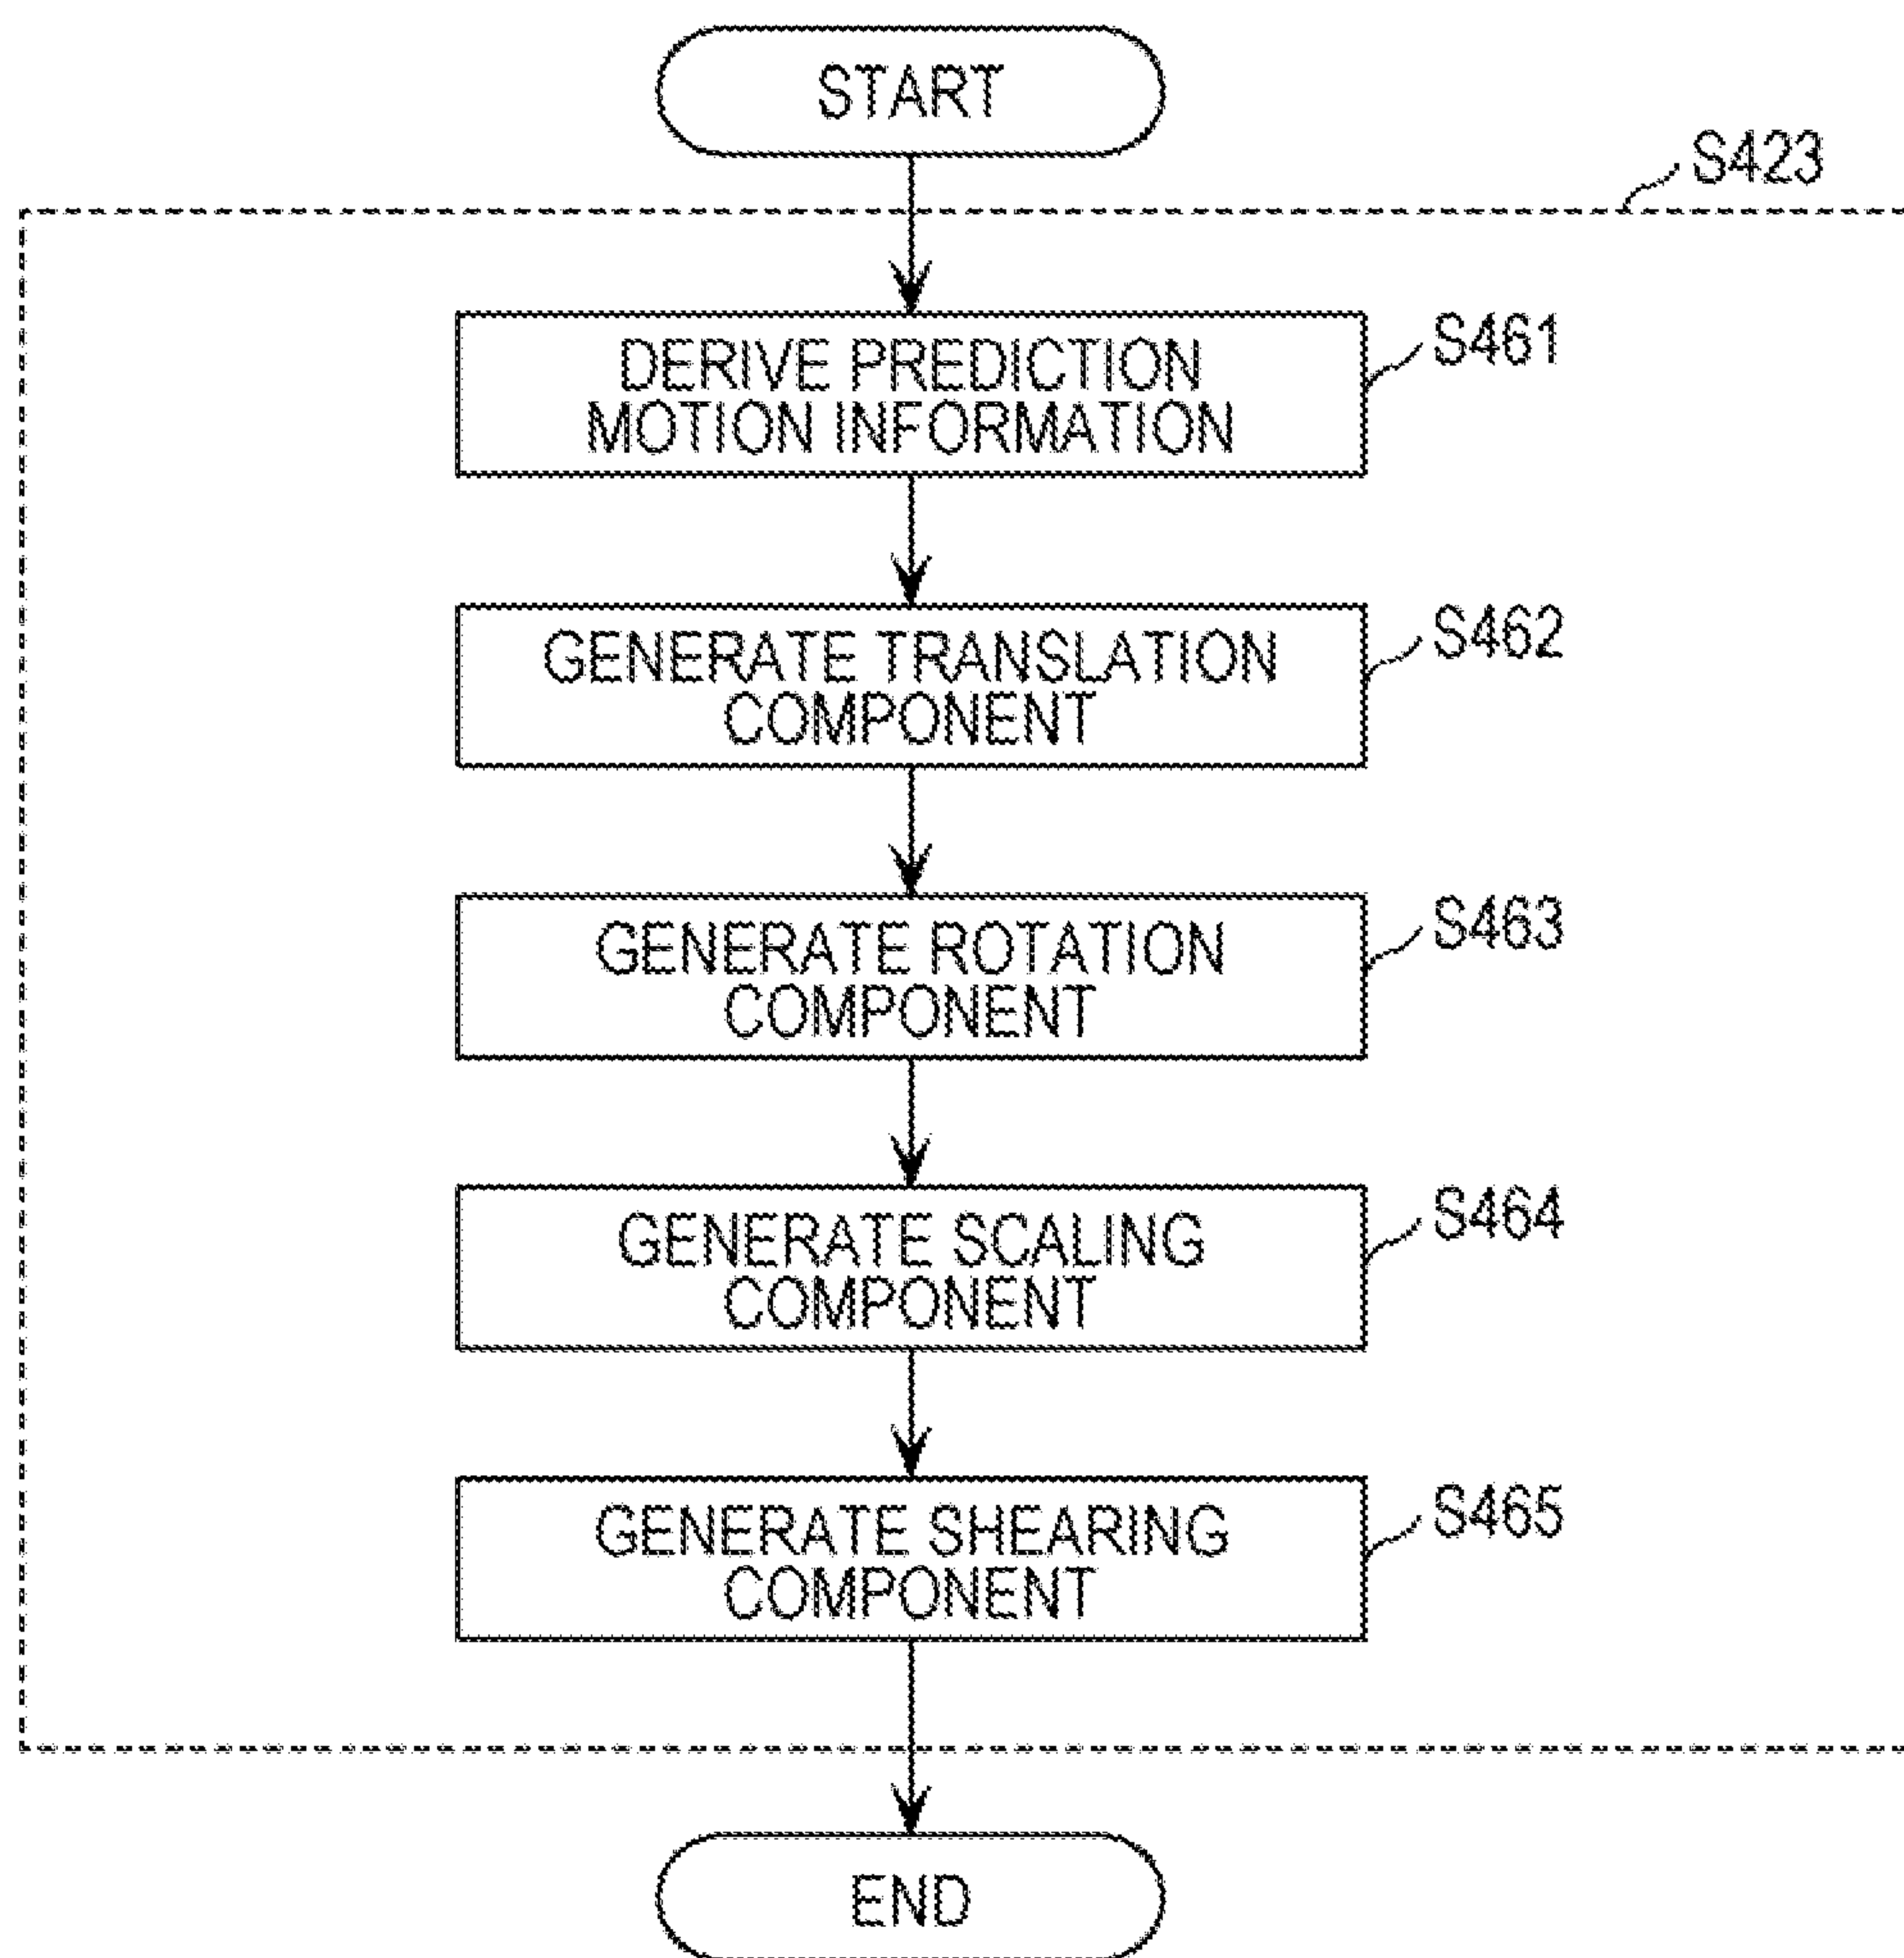 START
S423
DERIVE PREDICTION
MOTION INFORMATION
S461
GENERATE TRANSLATION
COMPONENT
S462
GENERATE ROTATION
COMPONENT
S463
GENERATE SCALING
COMPONENT
S464
GENERATE SHEARING
COMPONENT
S465
END